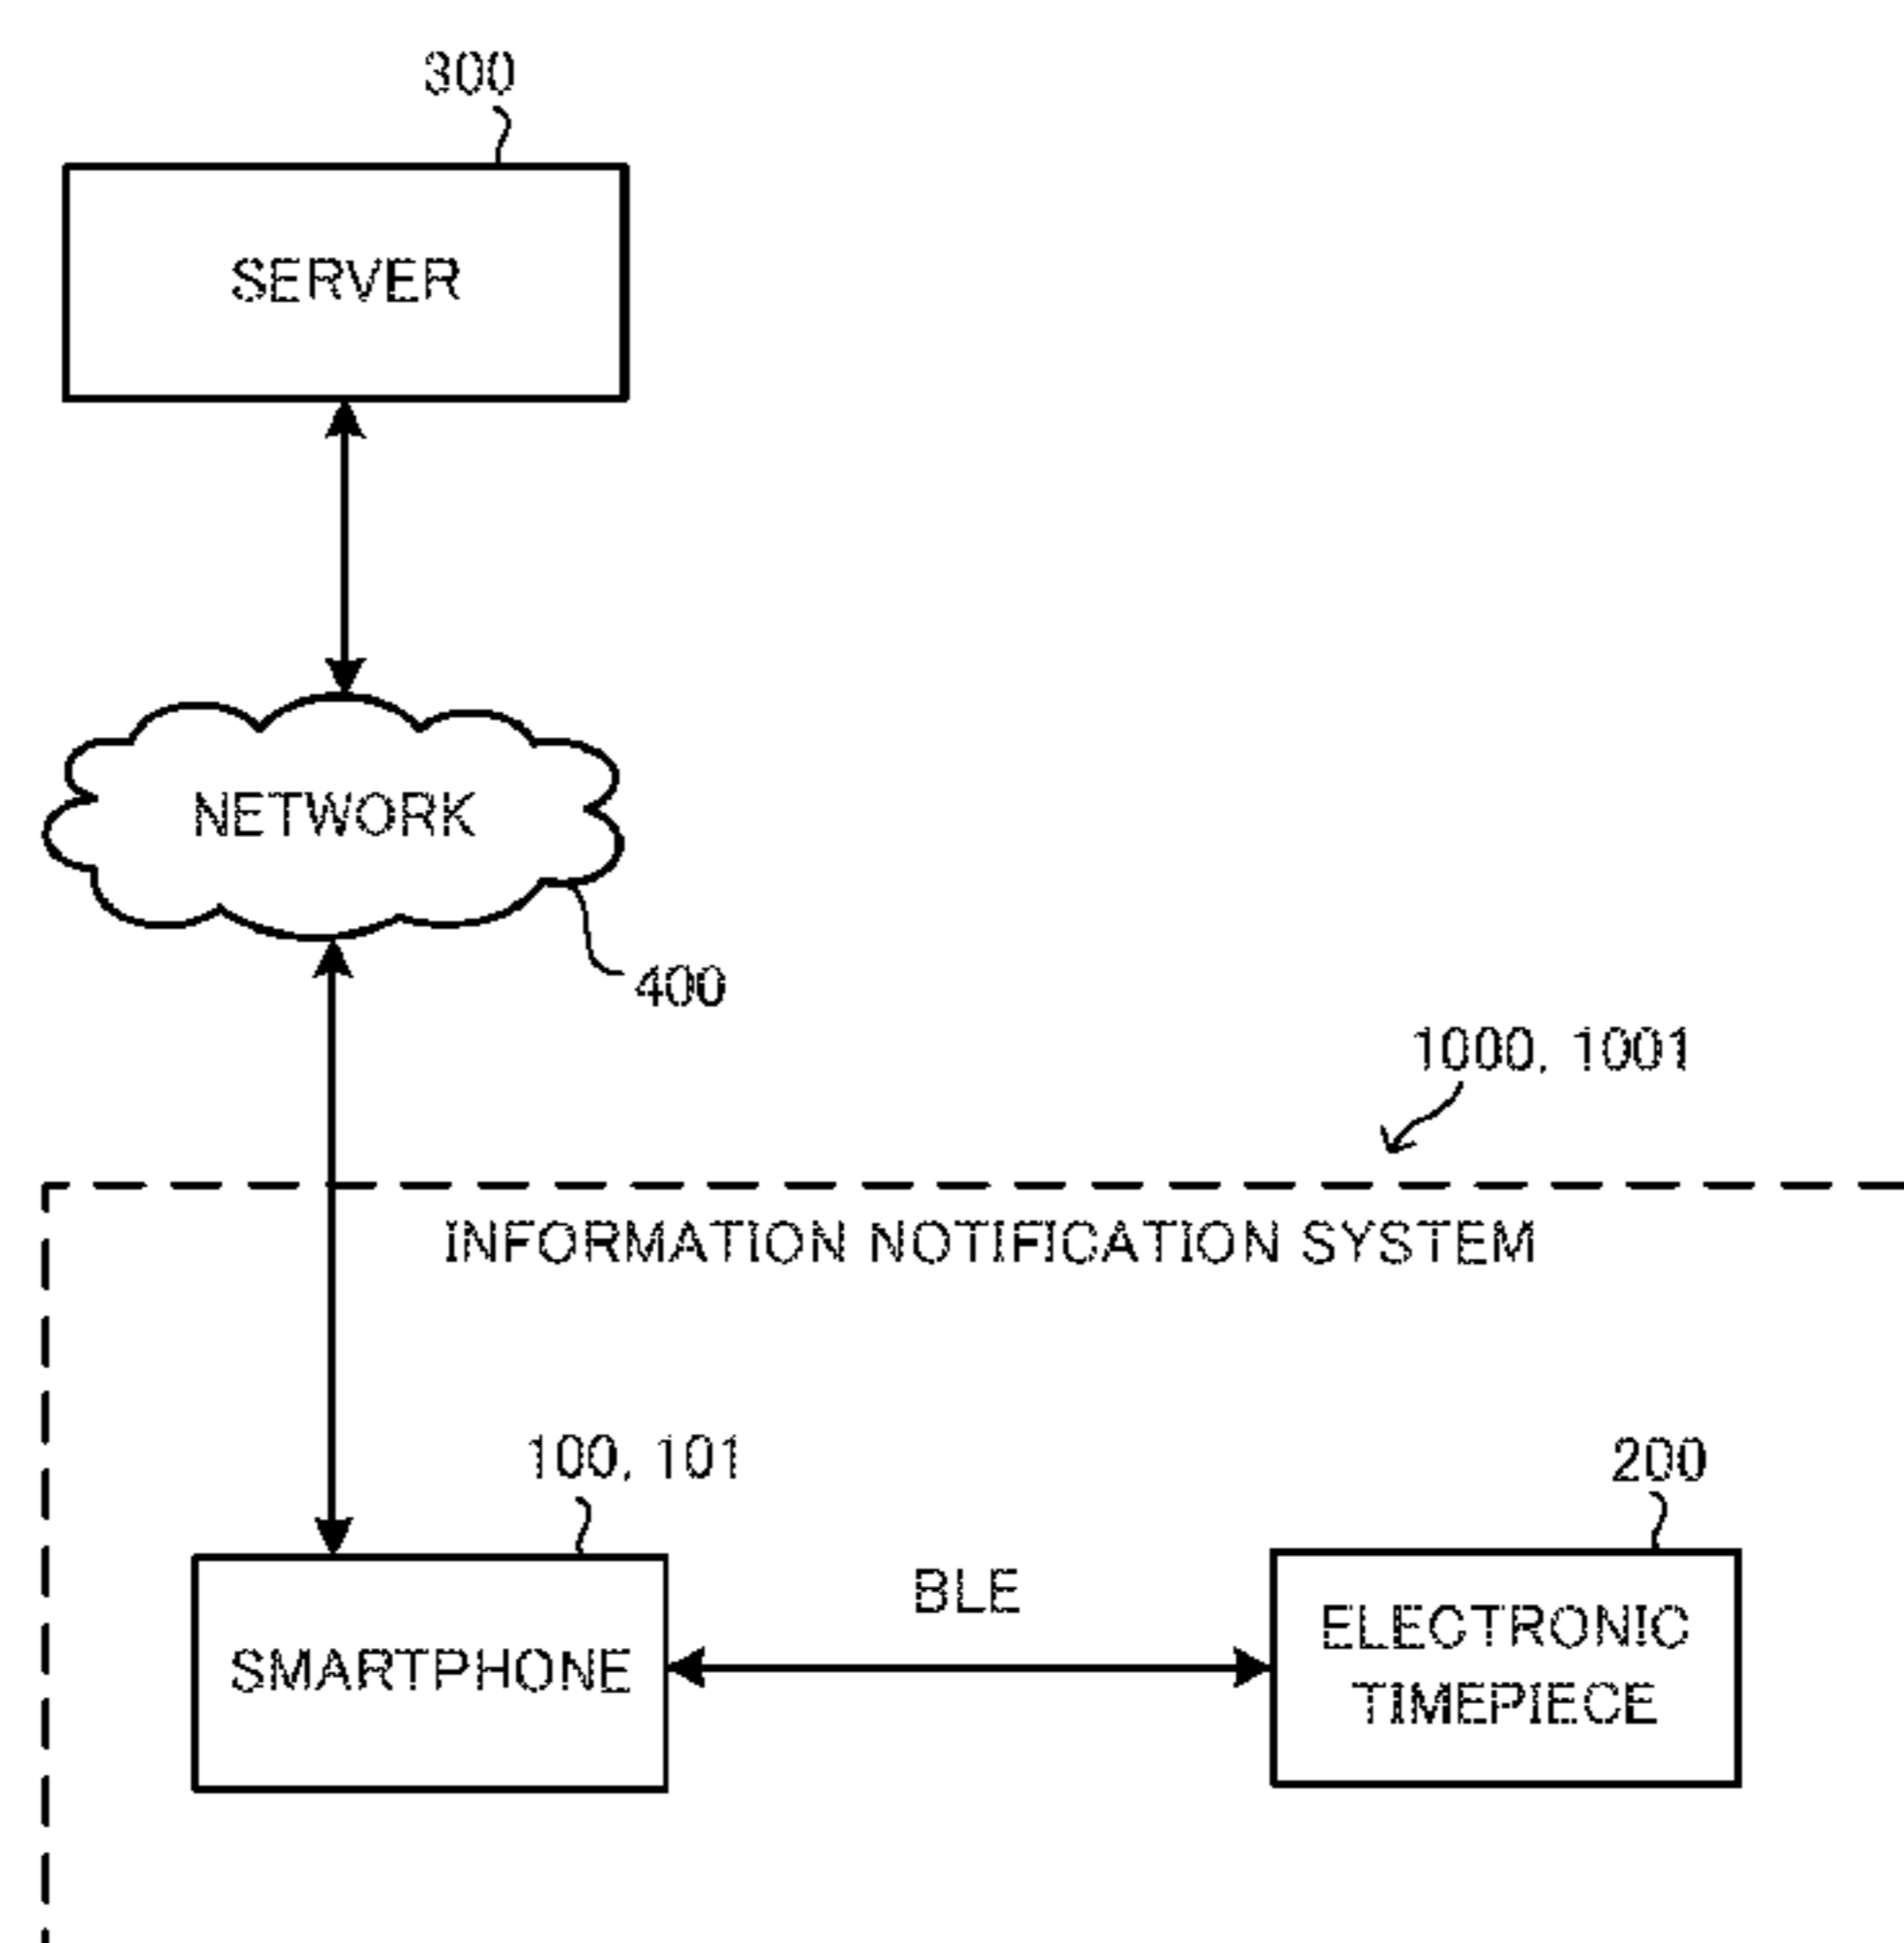 300
SERVER
NETWORK
400
1000, 1001
INFORMATION NOTIFICATION SYSTEM
100, 101
200
BLE
SMARTPHONE
ELECTRONIC
TIMEPIECE